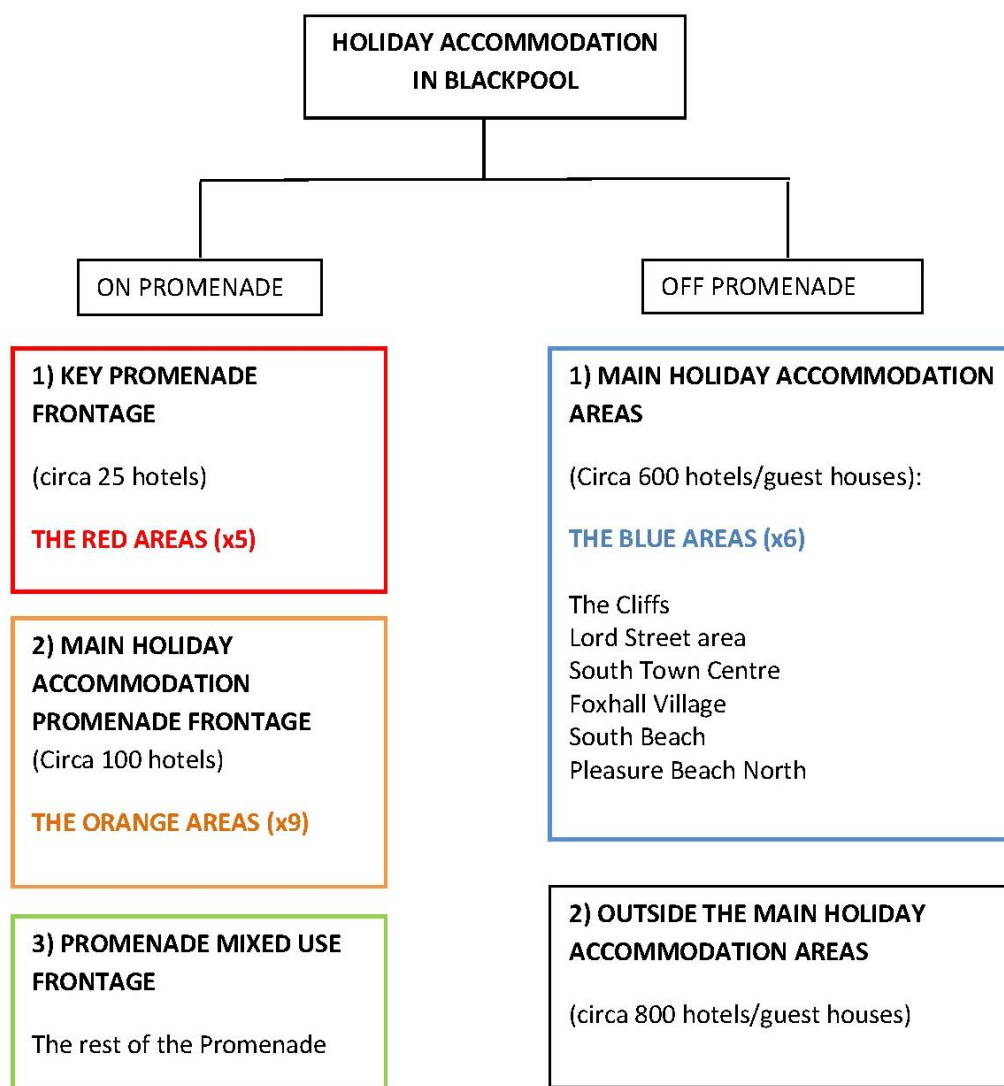 HOLIDAY ACCOMMODATION
IN BLACKPOOL
ON PROMENADE
OFF PROMENADE
1) KEY PROMENADE
FRONTAGE
(circa 25 hotels)
THE RED AREAS (x5)
2) MAIN HOLIDAY
ACCOMMODATION
PROMENADE FRONTAGE
(Circa 100 hotels)
THE ORANGE AREAS (x9)
3) PROMENADE MIXED USE
FRONTAGE
The rest of the Promenade
1) MAIN HOLIDAY ACCOMMODATION
AREAS
(Circa 600 hotels/guest houses):
THE BLUE AREAS (x6)
The Cliffs
Lord Street area
South Town Centre
Foxhall Village
South Beach
Pleasure Beach North
2) OUTSIDE THE MAIN HOLIDAY
ACCOMMODATION AREAS
(circa 800 hotels/guest houses)